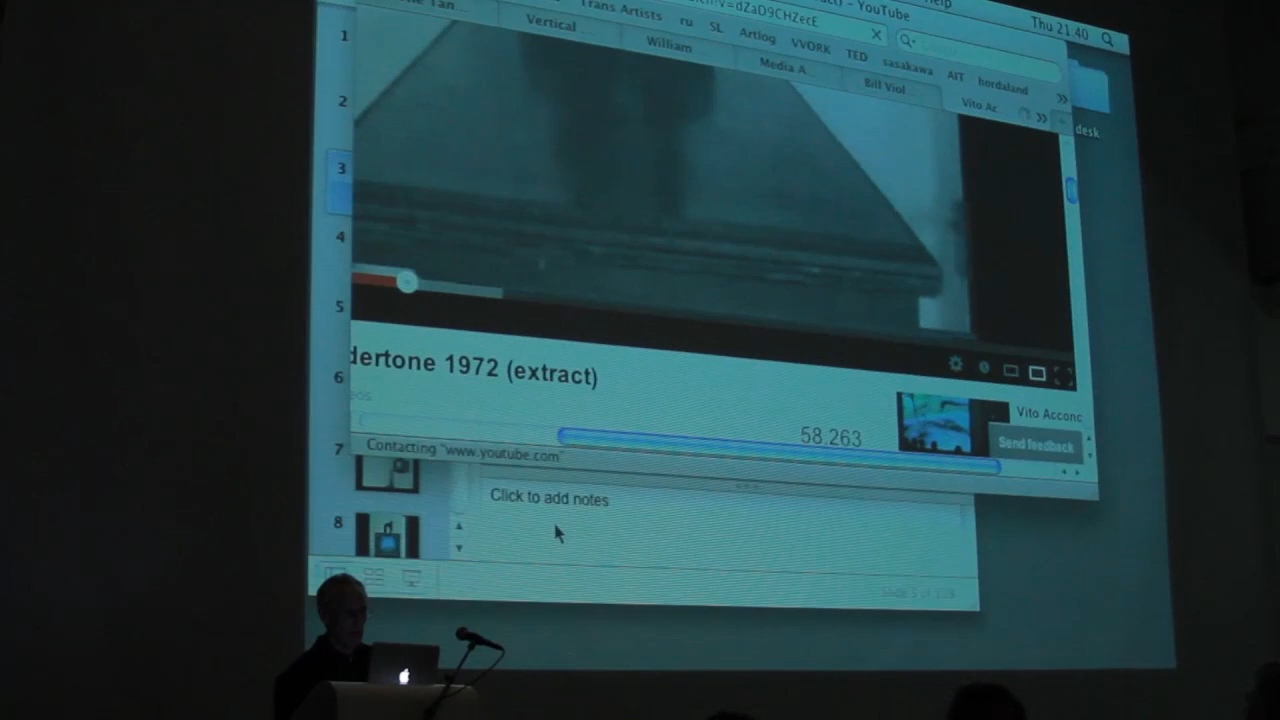 - YouTube
Thu 21.40
v=dZaD9CHZecE
Trans Artists ru SL Artlog VVORK TED sasakawa AIT hordaland
Vertical William Media A... Bill Viol Vito Ac
desk
1
2
3
4
5
6
7
8
dertone 1972 (extract)
58,263
Vito Acconc
Send feedback
Contacting "www.youtube.com"
Click to add notes